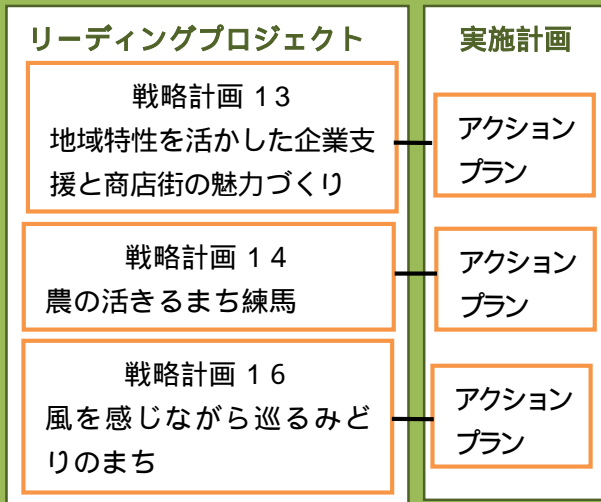 リーディングプロジェクト
戦略計画 13
地域特性を活かした企業支
援と商店街の魅力づくり
戦略計画 14
農の活きるまち練馬
戦略計画 16
風を感じながら巡るみど
りのまち
実施計画
アクション
プラン
アクション
プラン
アクション
プラン